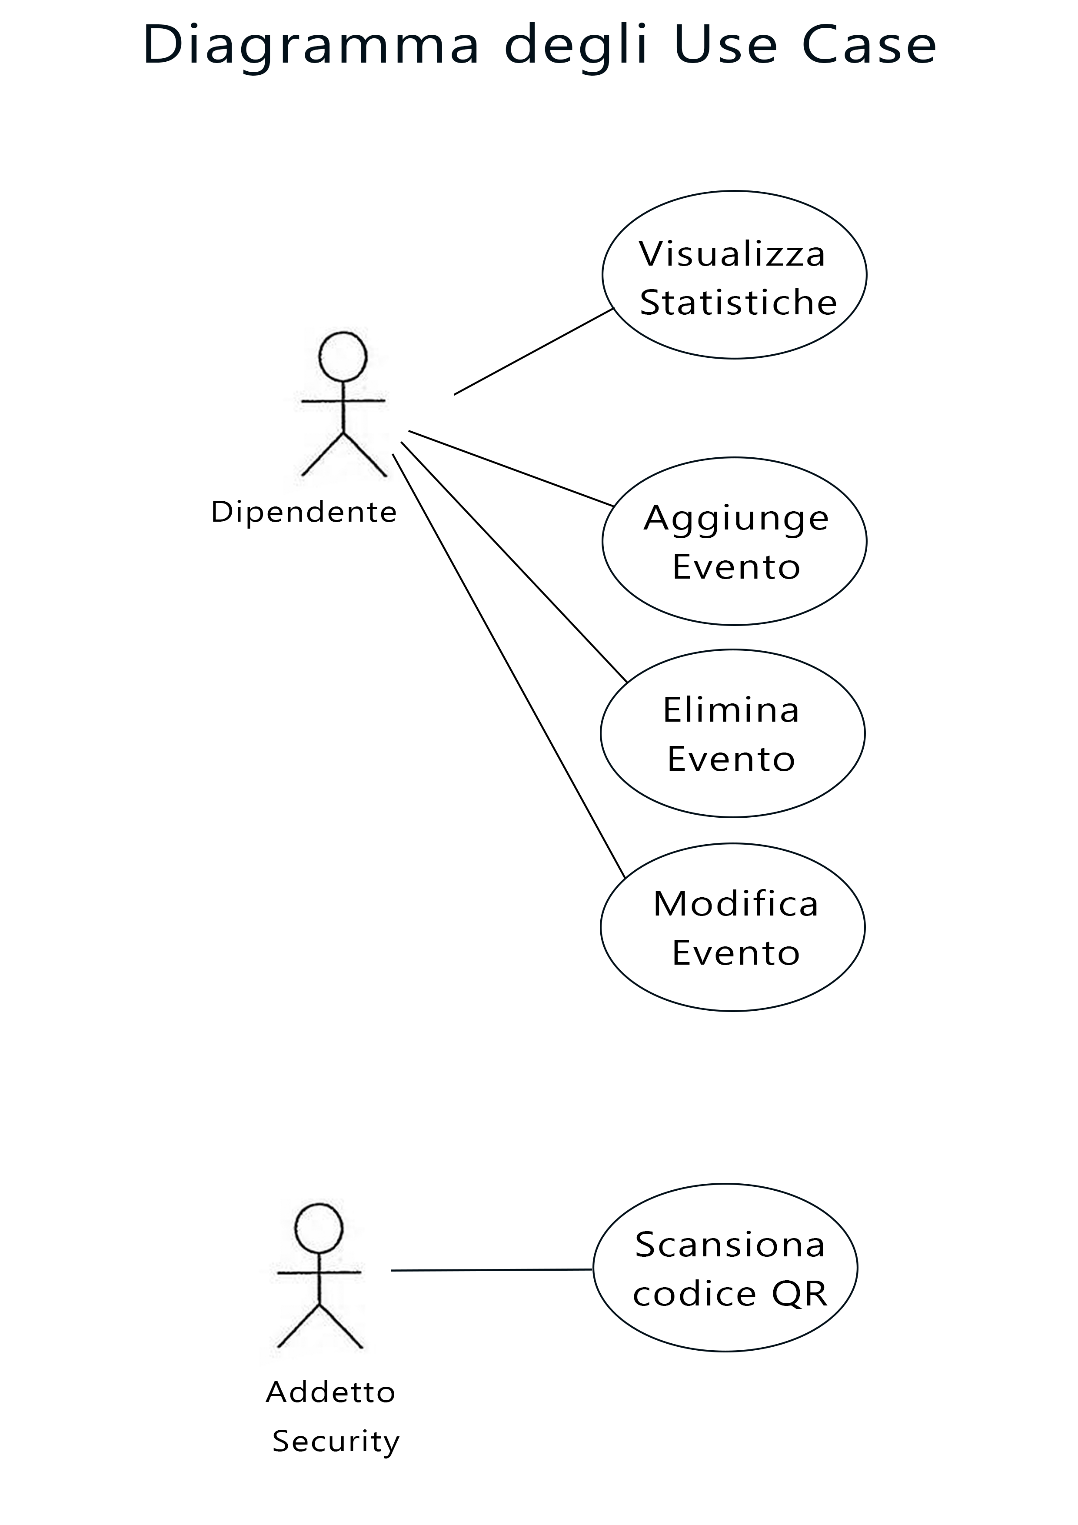 Diagramma degli Use Case
Visualizza
Statistiche
Dipendente
Aggiunge
Evento
Elimina
Evento
Modifica
Evento
Scansiona
codice QR
Addetto
Security